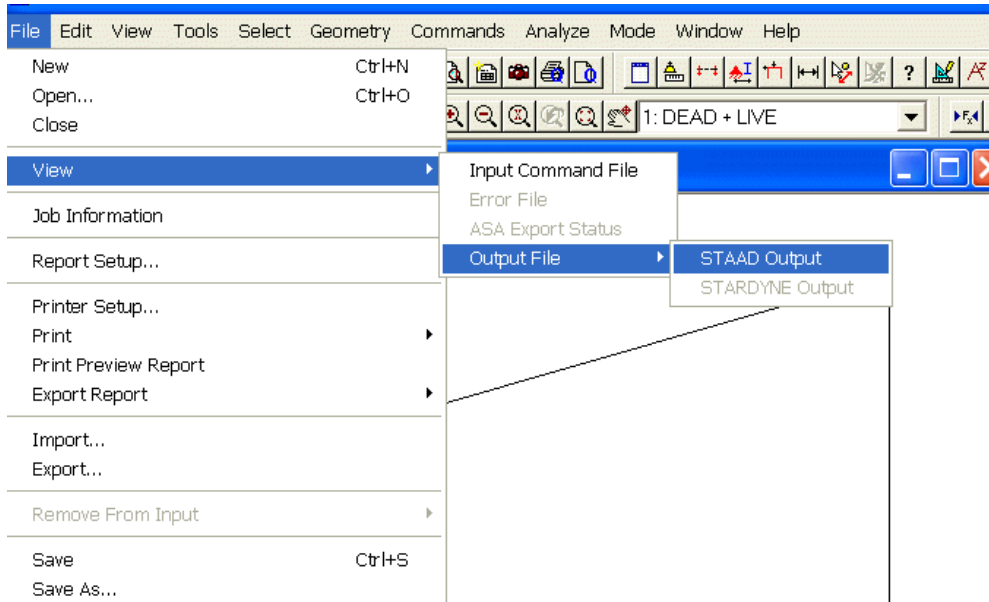 File Edit View Tools Select Geometry Commands Analyze Mode Window Help
New Ctrl+N
Open... Ctrl+O
Close
1: DEAD + LIVE
View
Input Command File
Error File
ASA Export Status
Output File
STAAD Output
STARDYNE Output
Job Information
Report Setup...
Printer Setup...
Print
Print Preview Report
Export Report
Import...
Export...
Remove From Input
Save Ctrl+S
Save As...